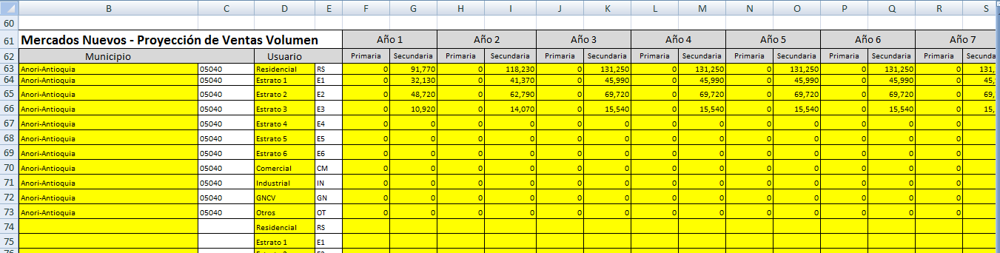 B C D E F G H I J K L M N O P Q R S
60
61 Mercados Nuevos - Proyección de Ventas Volumen Año 1 Año 2 Año 3 Año 4 Año 5 Año 6 Año 7
62 Municipio Usuario Primaria Secundaria Primaria Secundaria Primaria Secundaria Primaria Secundaria Primaria Secundaria Primaria Secundaria Primaria Secunda
63 Anori-Antioquia 05040 Residencial RS 0 91,770 0 118,230 0 131,250 0 131,250 0 131,250 0 131,250 0 131,
64 Anori-Antioquia 05040 Estrato 1 E1 0 32,130 0 41,370 0 45,990 0 45,990 0 45,990 0 45,990 0 45,
65 Anori-Antioquia 05040 Estrato 2 E2 0 48,720 0 62,790 0 69,720 0 69,720 0 69,720 0 69,720 0 69,
66 Anori-Antioquia 05040 Estrato 3 E3 0 10,920 0 14,070 0 15,540 0 15,540 0 15,540 0 15,540 0 15,
67 Anori-Antioquia 05040 Estrato 4 E4 0 0 0 0 0 0 0 0 0 0 0 0 0
68 Anori-Antioquia 05040 Estrato 5 E5 0 0 0 0 0 0 0 0 0 0 0 0 0
69 Anori-Antioquia 05040 Estrato 6 E6 0 0 0 0 0 0 0 0 0 0 0 0 0
70 Anori-Antioquia 05040 Comercial CM 0 0 0 0 0 0 0 0 0 0 0 0 0
71 Anori-Antioquia 05040 Industrial IN 0 0 0 0 0 0 0 0 0 0 0 0 0
72 Anori-Antioquia 05040 GNCV GN 0 0 0 0 0 0 0 0 0 0 0 0 0
73 Anori-Antioquia 05040 Otros OT 0 0 0 0 0 0 0 0 0 0 0 0 0
74 Residencial RS
75 Estrato 1 E1